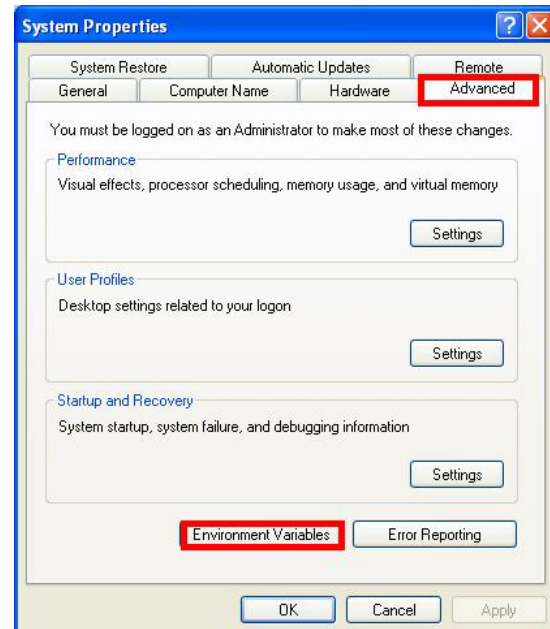 System Properties
System Restore Automatic Updates Remote
General Computer Name Hardware Advanced
You must be logged on as an Administrator to make most of these changes.
Performance
Visual effects, processor scheduling, memory usage, and virtual memory
Settings
User Profiles
Desktop settings related to your logon
Settings
Startup and Recovery
System startup, system failure, and debugging information
Settings
Environment Variables Error Reporting
OK Cancel Apply